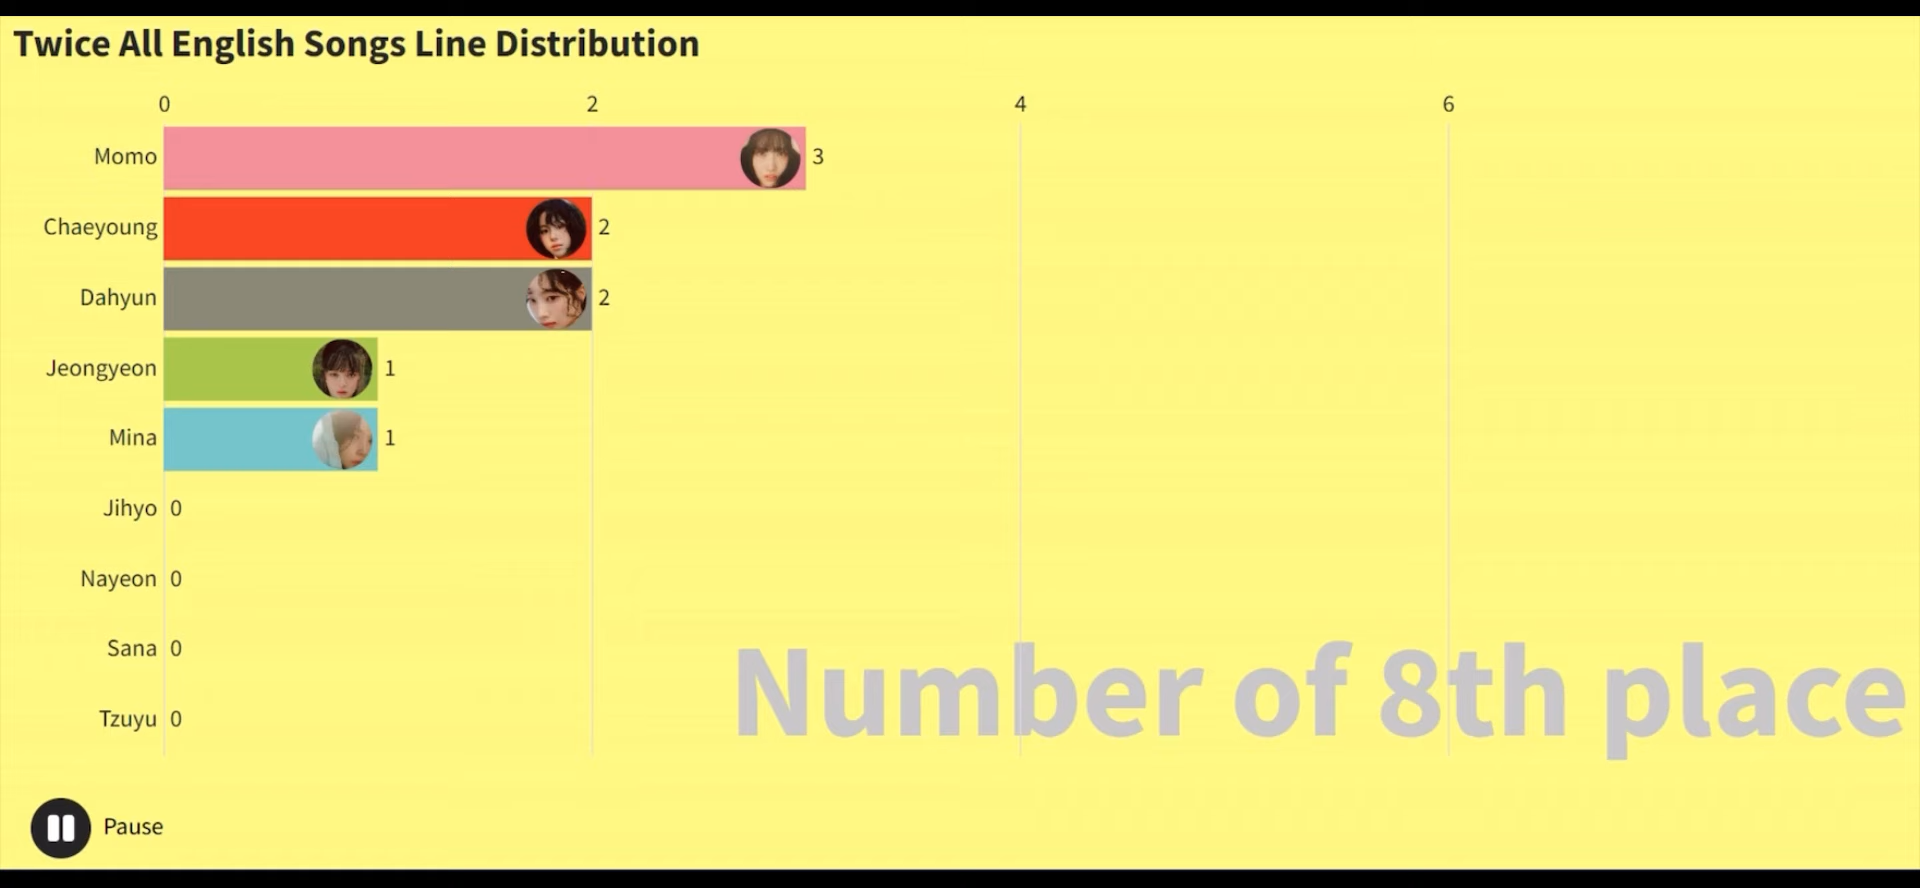 Twice All English Songs Line Distribution
0 2 4 6
Momo 3
Chaeyoung 2
Dahyun 2
Jeongyeon 1
Mina 1
Jihyo 0
Nayeon 0
Sana 0
Tzuyu 0
Number of 8th place
Pause